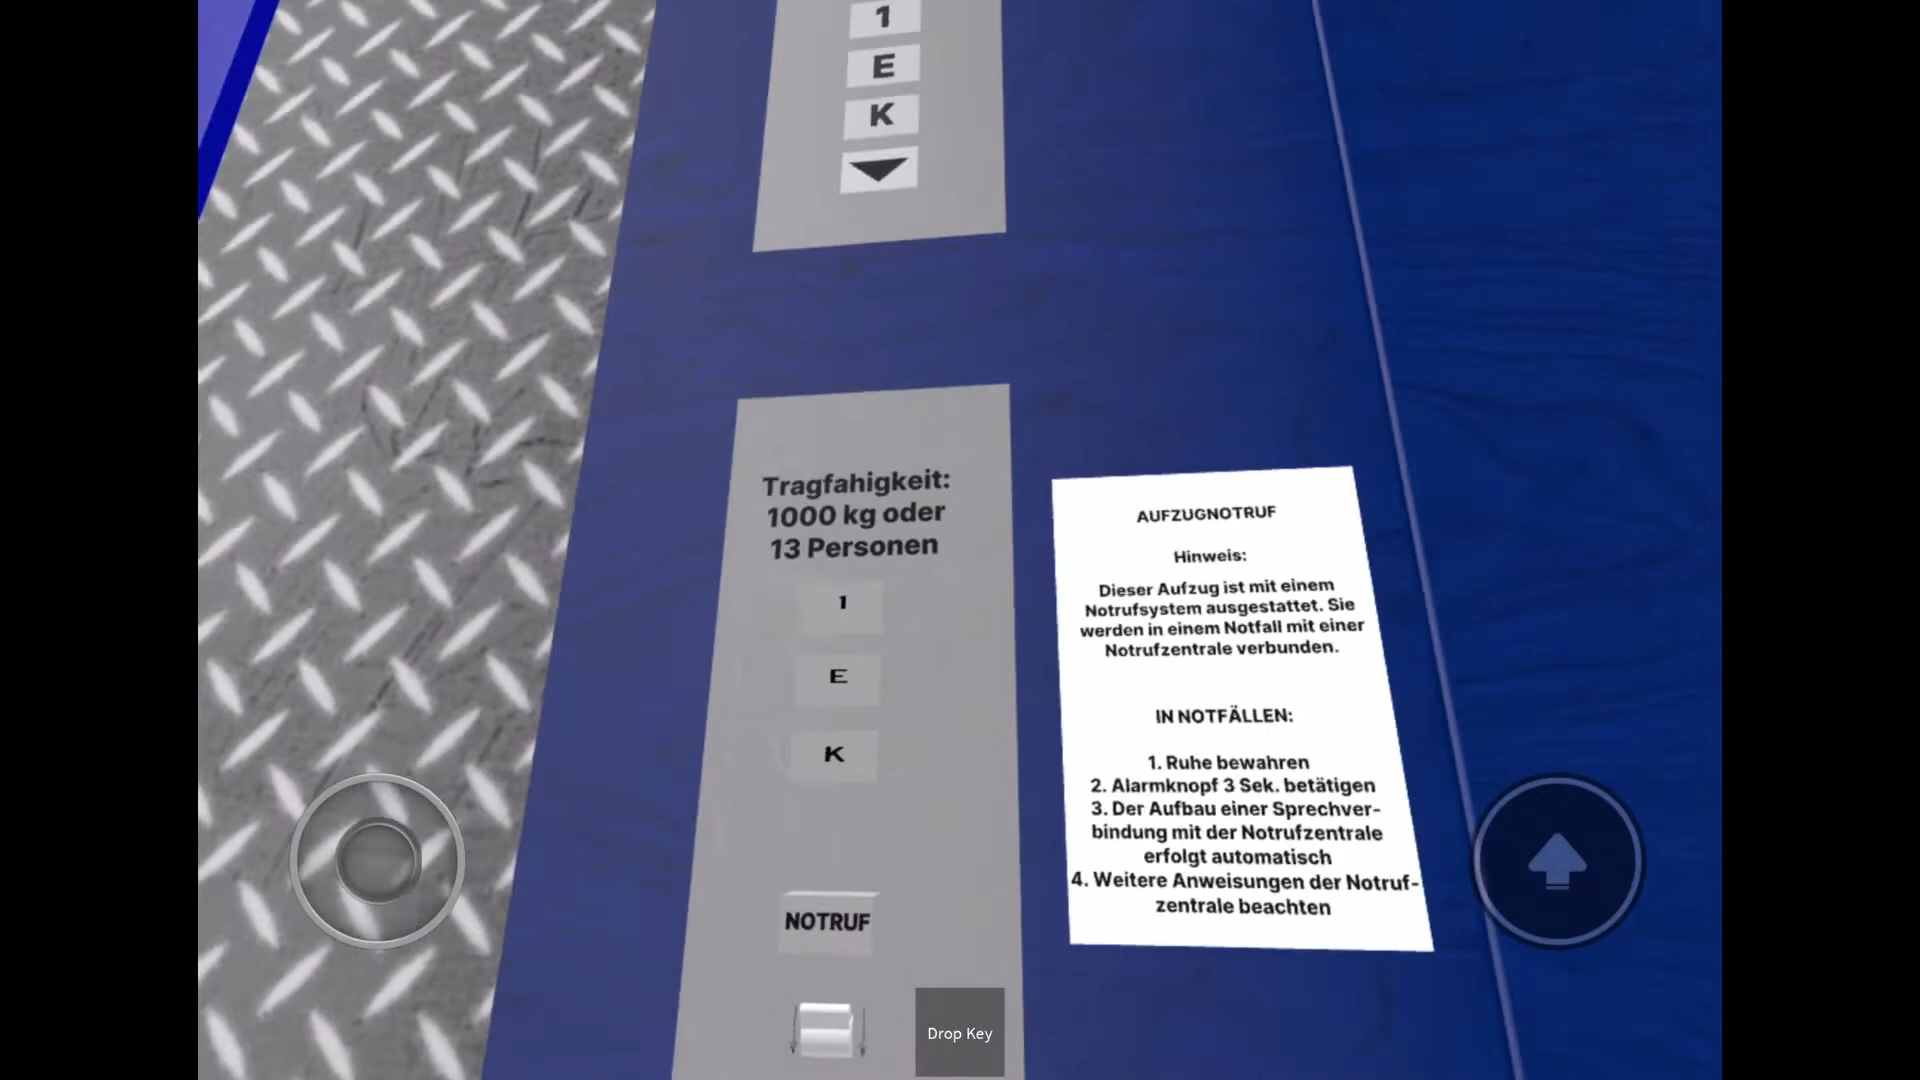 1
E
K
Tragfahigkeit:
1000 kg oder
13 Personen
1
E
K
NOTRUF
AUFZUGNOTRUF
Hinweis:
Dieser Aufzug ist mit einem
Notrufsystem ausgestattet. Sie
werden in einem Notfall mit einer
Notrufzentrale verbunden.
IN NOTFÄLLEN:
1. Ruhe bewahren
2. Alarmknopf 3 Sek. betätigen
3. Der Aufbau einer Sprechver-
bindung mit der Notrufzentrale
erfolgt automatisch
4. Weitere Anweisungen der Notruf-
zentrale beachten
Drop Key